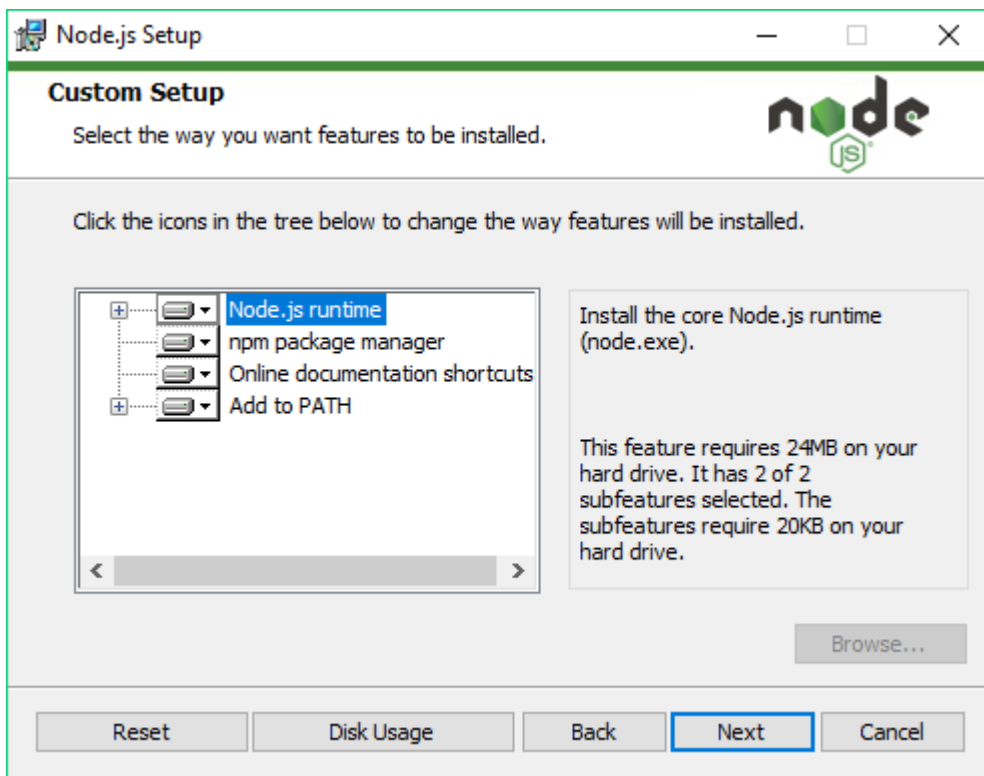 Node.js Setup
Custom Setup
Select the way you want features to be installed.
node
JS
Click the icons in the tree below to change the way features will be installed.
Node.js runtime
npm package manager
Online documentation shortcuts
Add to PATH
Install the core Node.js runtime
(node.exe).
This feature requires 24MB on your
hard drive. It has 2 of 2
subfeatures selected. The
subfeatures require 20KB on your
hard drive.
Browse...
Reset
Disk Usage
Back
Next
Cancel